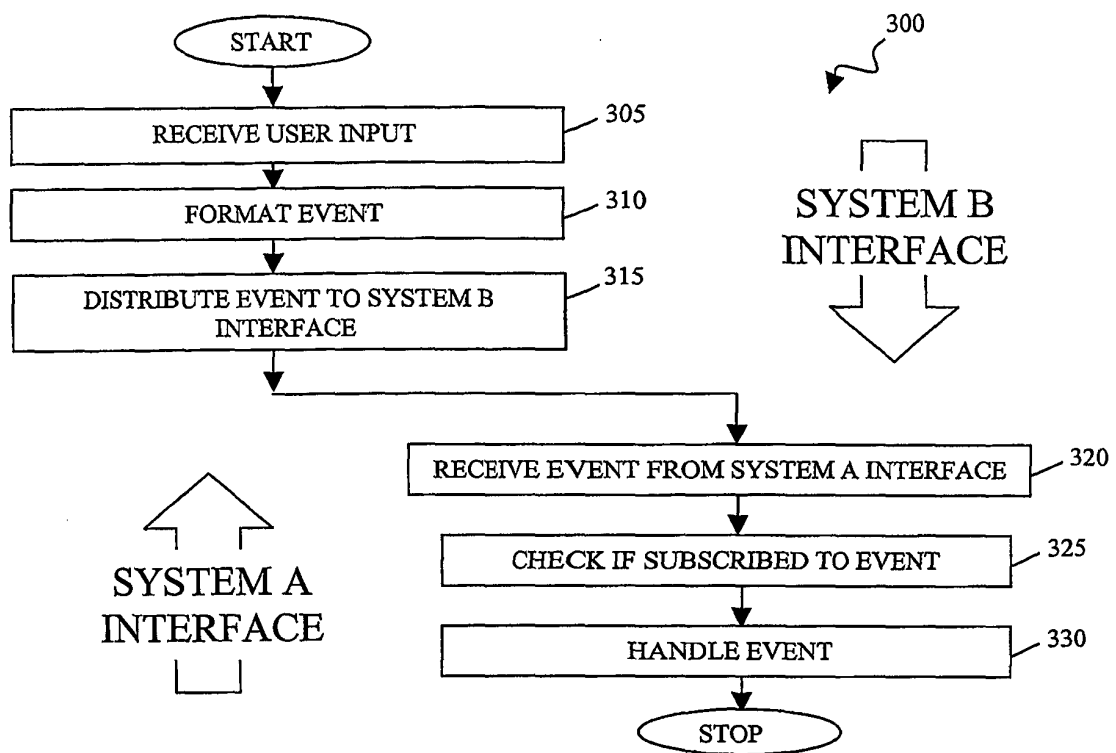 START
300
305
RECEIVE USER INPUT
310
FORMAT EVENT
SYSTEM B
INTERFACE
315
DISTRIBUTE EVENT TO SYSTEM B
INTERFACE
RECEIVE EVENT FROM SYSTEM A INTERFACE
320
CHECK IF SUBSCRIBED TO EVENT
325
SYSTEM A
INTERFACE
HANDLE EVENT
330
STOP